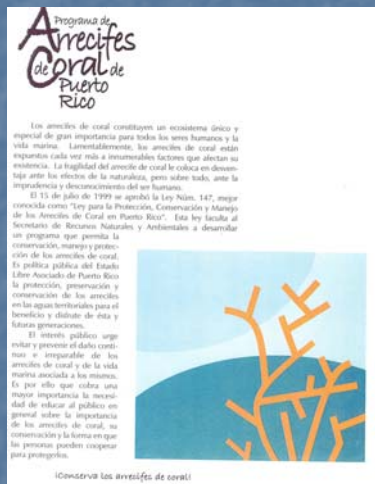 Programa de
Arrecifes
de Coral de
Puerto
Rico
Los arrecifes de coral constituyen un ecosistema único y
especial de gran importancia para todos los seres humanos y la
vida marina. Lamentablemente, los arrecifes de coral están
expuestos cada vez más a innumerables factores que afectan su
existencia. La fragilidad del arrecife de coral le coloca en desven-
taja ante los efectos de la naturaleza, pero sobre todo, ante la
imprudencia y desconocimiento del ser humano.
El 15 de julio de 1999 se aprobó la Ley Núm. 147, mejor
conocida como "Ley para la Protección, Conservación y Manejo
de los Arrecifes de Coral en Puerto Rico". Esta ley faculta al
Secretario de Recursos Naturales y Ambientales a desarrollar
un programa que permita la
conservación, manejo y protec-
ción de los arrecifes de coral.
Es política pública del Estado
Libre Asociado de Puerto Rico
la protección, preservación y
conservación de los arrecifes
en las aguas territoriales para el
beneficio y disfrute de ésta y
futuras generaciones.
El interés público urge
evitar y prevenir el daño conti-
nuo e irreparable de los
arrecifes de coral y de la vida
marina asociada a los mismos.
Es por ello que cobra una
mayor importancia la necesi-
dad de educar al público en
general sobre la importancia
de los arrecifes de coral, su
conservación y la forma en que
las personas pueden cooperar
para protegerlos.
¡Conserva los arrecifes de coral!